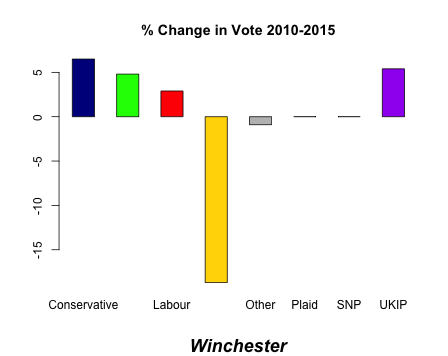 % Change in Vote 2010-2015
5
0
-5
-10
-15
Conservative Labour Other Plaid SNP UKIP
Winchester